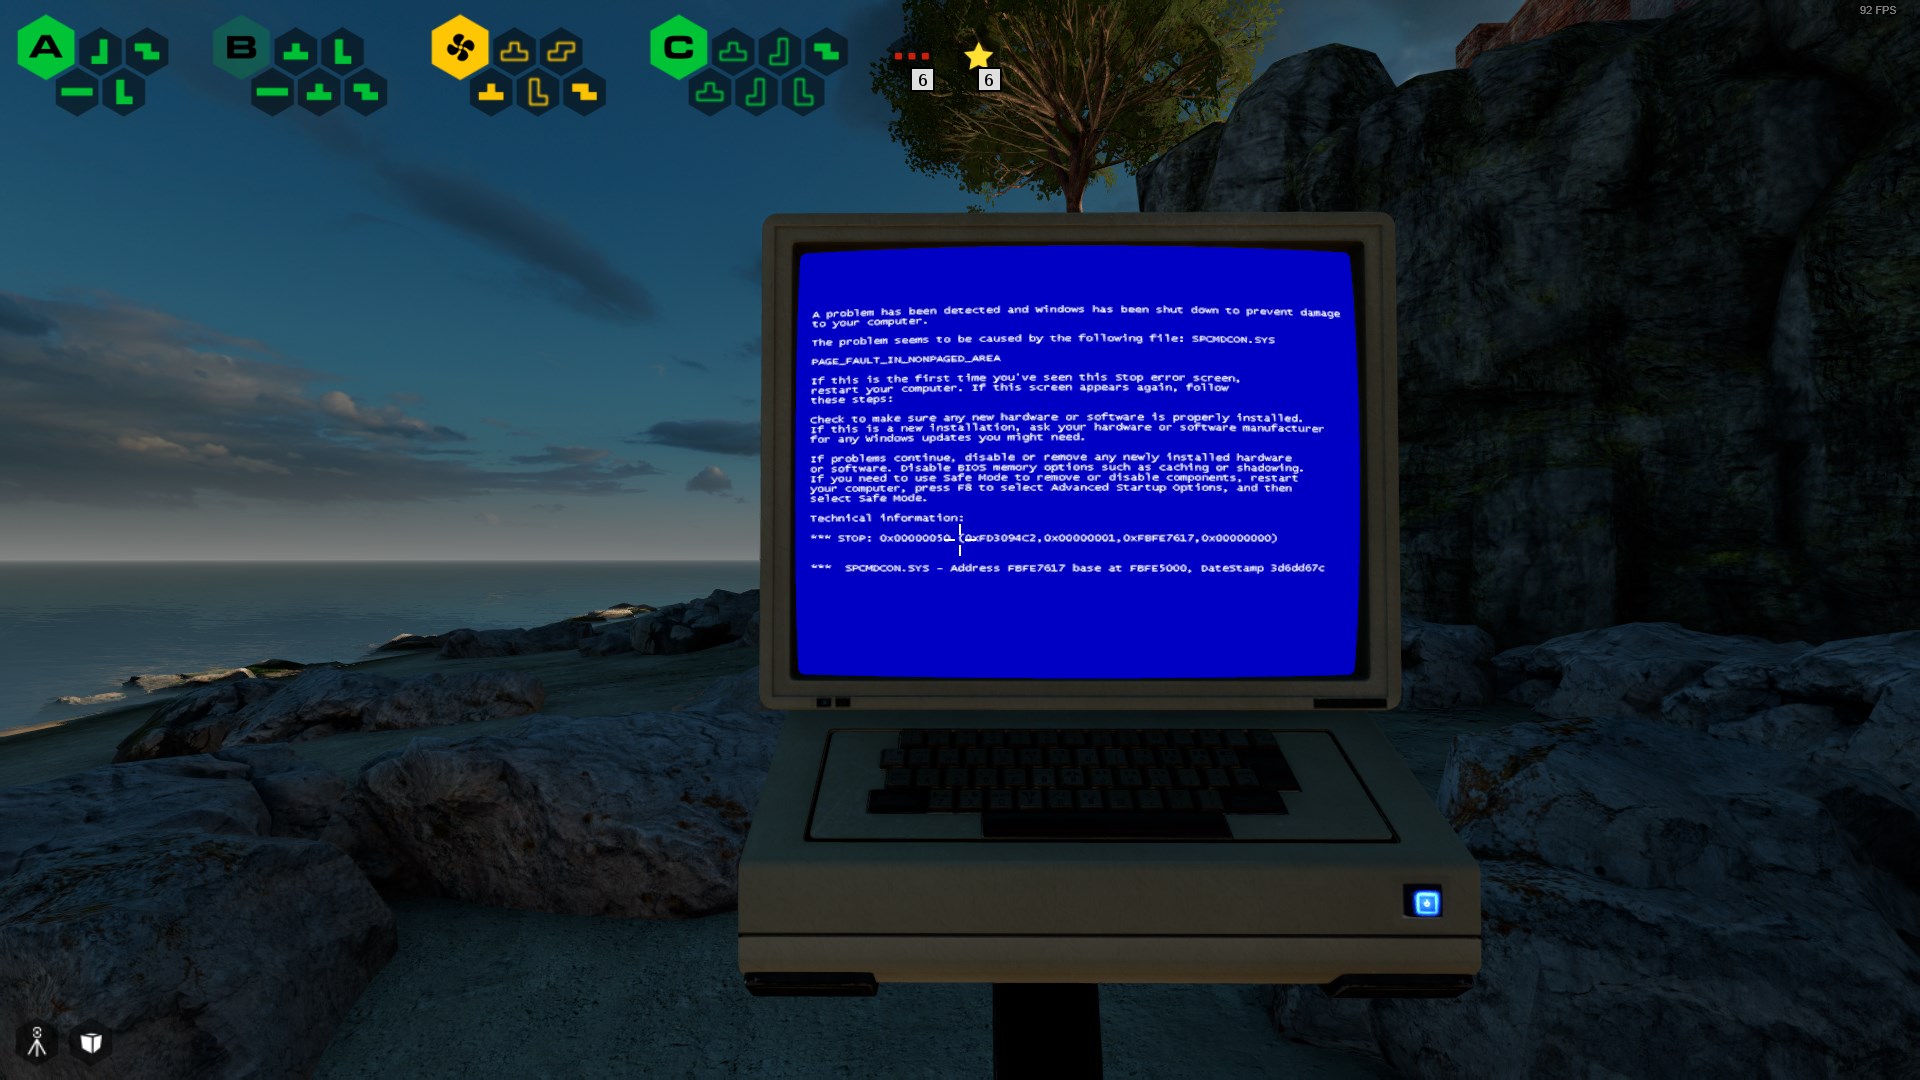 92 FPS
A
B
C
6
6
A problem has been detected and windows has been shut down to prevent damage
to your computer.
The problem seems to be caused by the following file: SPCMDCON.SYS
PAGE_FAULT_IN_NONPAGED_AREA
If this is the first time you've seen this Stop error screen,
restart your computer. If this screen appears again, follow
these steps:
Check to make sure any new hardware or software is properly installed.
If this is a new installation, ask your hardware or software manufacturer
for any windows updates you might need.
If problems continue, disable or remove any newly installed hardware
or software. Disable BIOS memory options such as caching or shadowing.
If you need to use Safe Mode to remove or disable components, restart
your computer, press F8 to select Advanced Startup Options, and then
select Safe Mode.
Technical information:
*** STOP: 0x00000050 (0xFD3094C2,0x00000001,0xFBFE7617,0x00000000)
*** SPCMDCON.SYS - Address FBFE7617 base at FBFE5000, DateStamp 3d6dd67c